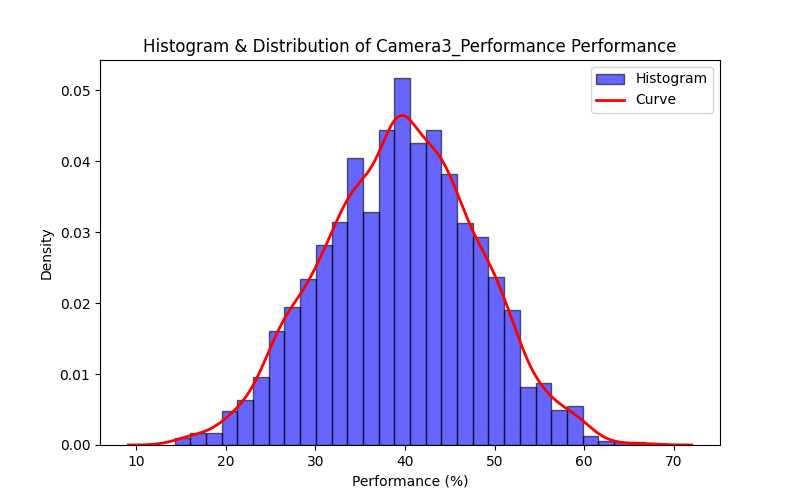 Histogram & Distribution of Camera3_Performance Performance
Histogram
Curve
Density
0.05
0.04
0.03
0.02
0.01
0.00
10 20 30 40 50 60 70
Performance (%)